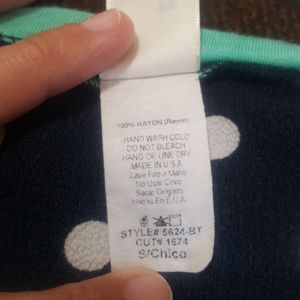 100% RAYON (Rayon)
HAND WASH COLD
DO NOT BLEACH
HANG OR LINE DRY
MADE IN U.S.A.
Lave Frio a Mano
No Usar Cloro
Secar Colgado
Hecho En E.U.A.
STYLE# 5624-BT
CUT# 1674
S/Chico